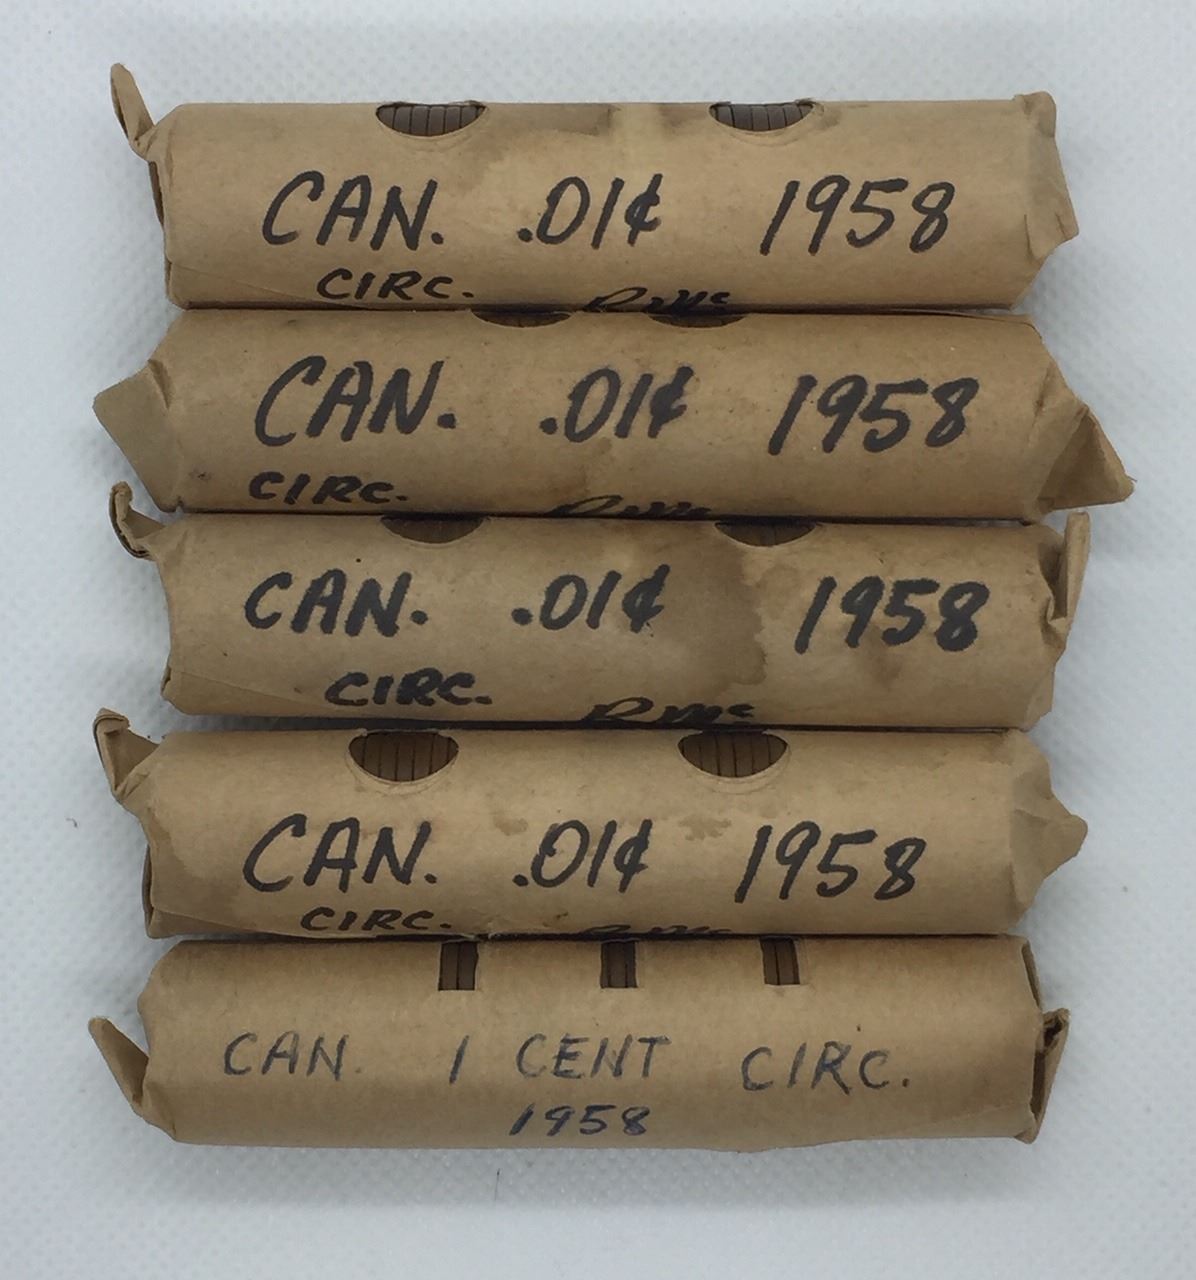 CAN. .01¢ 1958
CIRC.
CAN. .01¢ 1958
CIRC.
CAN. .01¢ 1958
CIRC.
CAN. .01¢ 1958
CIRC.
CAN. 1 CENT CIRC.
1958